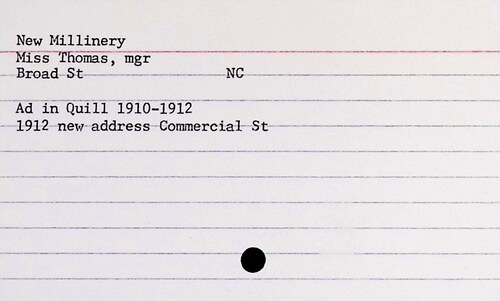 New Millinery
Miss Thomas, mgr
Broad St NC
Ad in Quill 1910-1912
1912 new address Commercial St